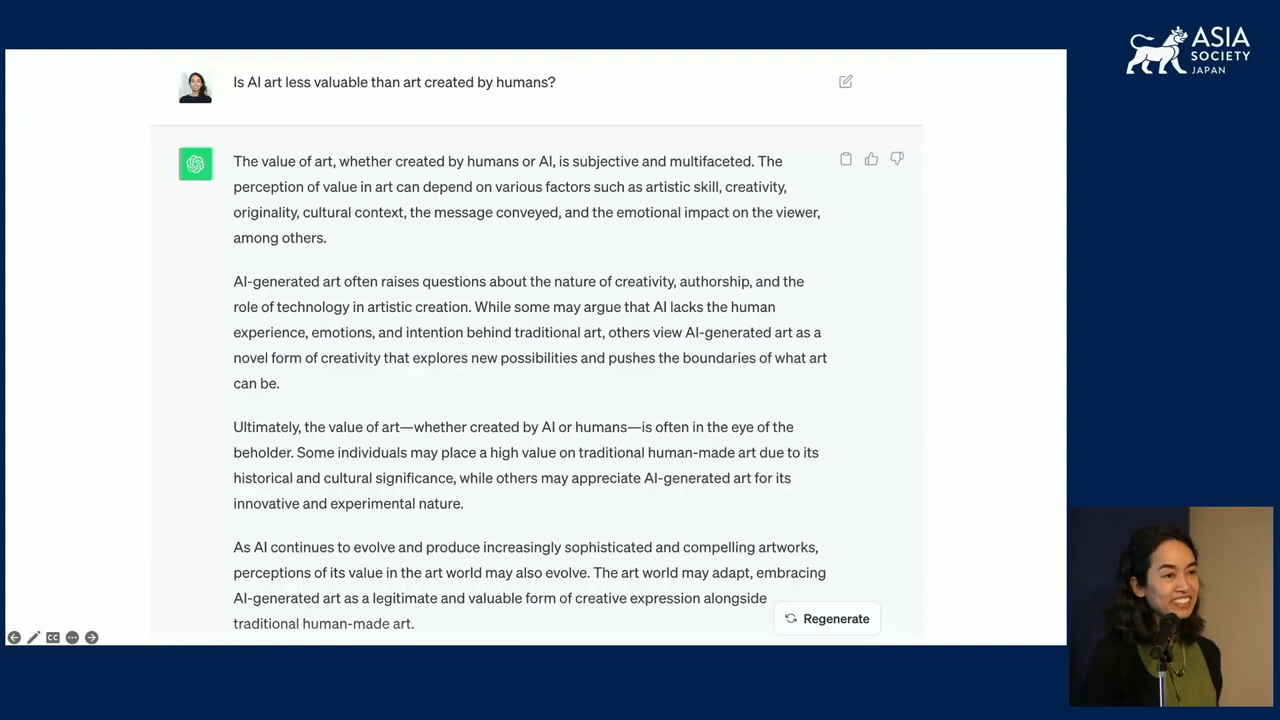 ASIA
SOCIETY
JAPAN
Is AI art less valuable than art created by humans?
The value of art, whether created by humans or AI, is subjective and multifaceted. The
perception of value in art can depend on various factors such as artistic skill, creativity,
originality, cultural context, the message conveyed, and the emotional impact on the viewer,
among others.
AI-generated art often raises questions about the nature of creativity, authorship, and the
role of technology in artistic creation. While some may argue that AI lacks the human
experience, emotions, and intention behind traditional art, others view AI-generated art as a
novel form of creativity that explores new possibilities and pushes the boundaries of what art
can be.
Ultimately, the value of art—whether created by AI or humans—is often in the eye of the
beholder. Some individuals may place a high value on traditional human-made art due to its
historical and cultural significance, while others may appreciate AI-generated art for its
innovative and experimental nature.
As AI continues to evolve and produce increasingly sophisticated and compelling artworks,
perceptions of its value in the art world may also evolve. The art world may adapt, embracing
AI-generated art as a legitimate and valuable form of creative expression alongside
traditional human-made art.
Regenerate
CC